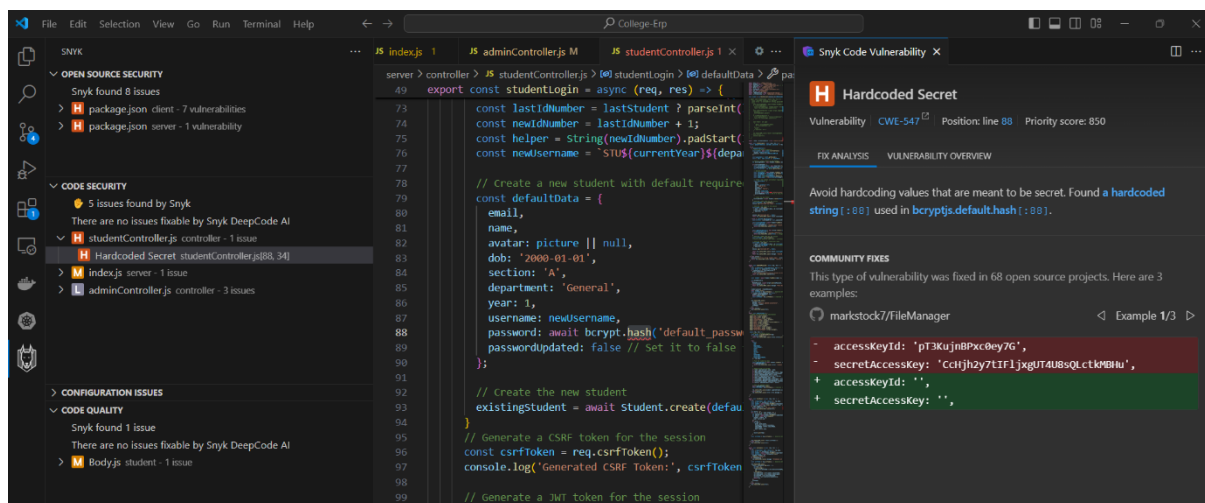 File Edit Selection View Go Run Terminal Help
College-Erp
SNYK
OPEN SOURCE SECURITY
Snyk found 8 issues
H package.json client - 7 vulnerabilities
H package.json server - 1 vulnerability
CODE SECURITY
5 issues found by Snyk
There are no issues fixable by Snyk DeepCode AI
H studentController.js controller - 1 issue
H Hardcoded Secret studentController.js[88, 34]
M index.js server - 1 issue
L adminController.js controller - 3 issues
CONFIGURATION ISSUES
CODE QUALITY
Snyk found 1 issue
There are no issues fixable by Snyk DeepCode AI
M Body.js student - 1 issue
JS index.js 1 JS adminController.js M JS studentController.js 1
server > controller > JS studentController.js > studentLogin > defaultData >
49 export const studentLogin = async (req, res) => {
73 const lastIdNumber = lastStudent ? parseInt(
74 const newIdNumber = lastIdNumber + 1;
75 const helper = String(newIdNumber).padStart(
76 const newUsername = `STU${currentYear}${depa
77
78 // Create a new student with default require
79 const defaultData = {
80 email,
81 name,
82 avatar: picture || null,
83 dob: '2000-01-01',
84 section: 'A',
85 department: 'General',
86 year: 1,
87 username: newUsername,
88 password: await bcrypt.hash('default_passw
89 passwordUpdated: false // Set it to false
90 };
91
92 // Create the new student
93 existingStudent = await Student.create(defau
94 }
95 // Generate a CSRF token for the session
96 const csrfToken = req.csrfToken();
97 console.log('Generated CSRF Token:', csrfToken
98
99 // Generate a JWT token for the session
Snyk Code Vulnerability
H Hardcoded Secret
Vulnerability CWE-547 Position: line 88 Priority score: 850
FIX ANALYSIS VULNERABILITY OVERVIEW
Avoid hardcoding values that are meant to be secret. Found a hardcoded
string[:88] used in bcryptjs.default.hash[:88].
COMMUNITY FIXES
This type of vulnerability was fixed in 68 open source projects. Here are 3
examples:
markstock7/FileManager Example 1/3
- accessKeyId: 'pT3KujnBPxc0ey7G',
- secretAccessKey: 'CcHjh2y7tIFljxgUT4U8sQLctkMBHu',
+ accessKeyId: '',
+ secretAccessKey: '',